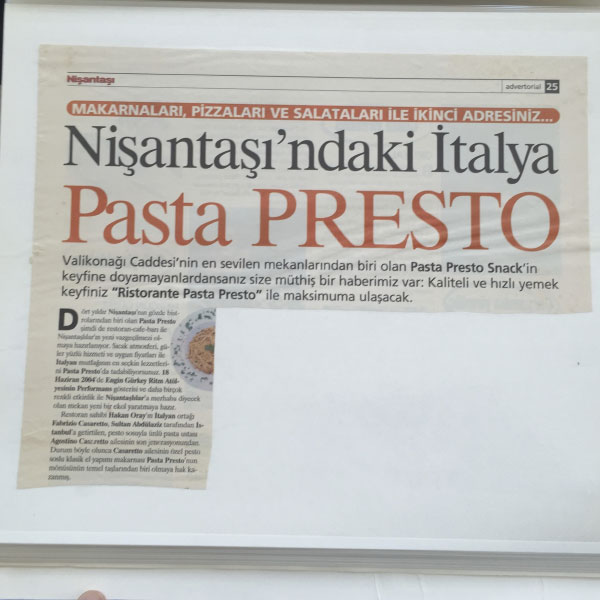 Nişantaşı
advertorial 25
MAKARNALARI, PİZZALARI VE SALATALARI İLE İKİNCİ ADRESİNİZ...
Nişantaşı'ndaki İtalya
Pasta PRESTO
Valikonağı Caddesi'nin en sevilen mekanlarından biri olan Pasta Presto Snack'in
keyfine doyamayanlardansanız size müthiş bir haberimiz var: Kaliteli ve hızlı yemek
keyfiniz "Ristorante Pasta Presto" ile maksimuma ulaşacak.
Dört yıldır Nişantaşı'nın gözde bist-
rolarından biri olan Pasta Presto
şimdi de restoran-cafe-barı ile
Nişantaşlılar'ın yeni vazgeçilmezi ol-
maya hazırlanıyor. Sıcak atmosferi, gü-
ler yüzlü hizmeti ve uygun fiyatları ile
İtalyan mutfağının en seçkin lezzetleri-
ni Pasta Presto'da tadabiliyorsunuz. 18
Haziran 2004'de Engin Gürkey Ritm Atöl-
yesinin Performans gösterisi ve daha birçok
renkli etkinlik ile Nişantaşlılar'a merhaba diyecek
olan mekan yeni bir ekol yaratmaya hazır.
Restoran sahibi Hakan Oray'ın İtalyan ortağı
Fabrizio Casaretto, Sultan Abdülaziz tarafından İs-
tanbul'a getirtilen, pesto sosuyla ünlü pasta ustası
Agostino Casaretto ailesinin son jenerasyonundan.
Durum böyle olunca Casaretto ailesinin özel pesto
soslu klasik el yapımı makarnası Pasta Presto'nun
mönüsünün temel taşlarından biri olmaya hak ka-
zanmış.